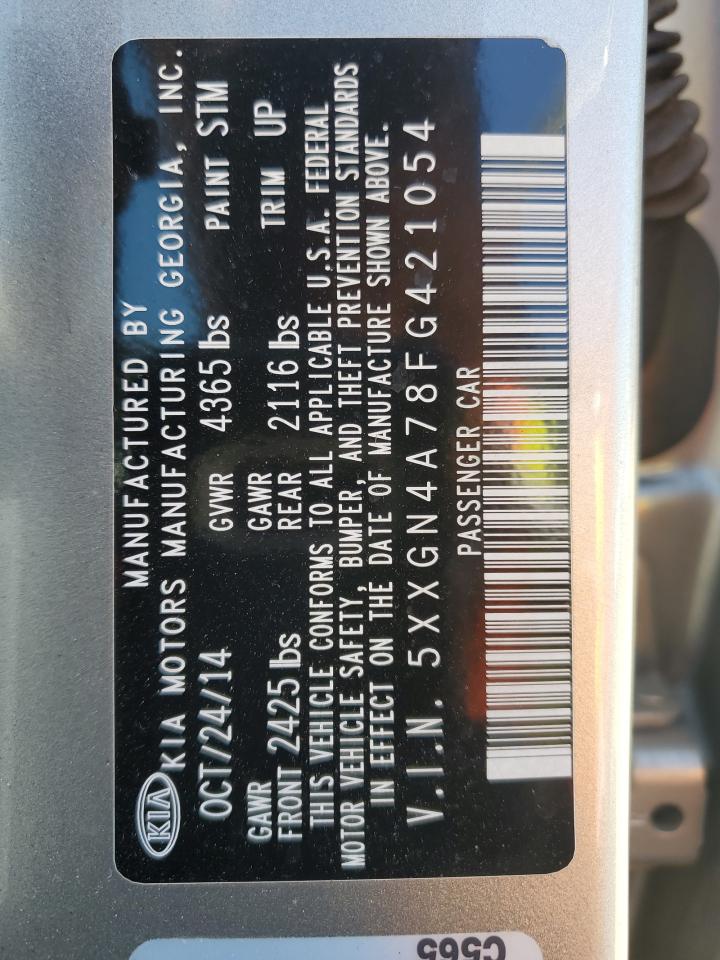 MANUFACTURED BY
KIA KIA MOTORS MANUFACTURING GEORGIA, INC.
OCT/24/14 GVWR 4365 lbs PAINT STM
GAWR GAWR
FRONT 2425 lbs REAR 2116 lbs TRIM UP
THIS VEHICLE CONFORMS TO ALL APPLICABLE U.S.A. FEDERAL
MOTOR VEHICLE SAFETY, BUMPER, AND THEFT PREVENTION STANDARDS
IN EFFECT ON THE DATE OF MANUFACTURE SHOWN ABOVE.
V.I.N. 5XXGN4A78FG421054
PASSENGER CAR
C565